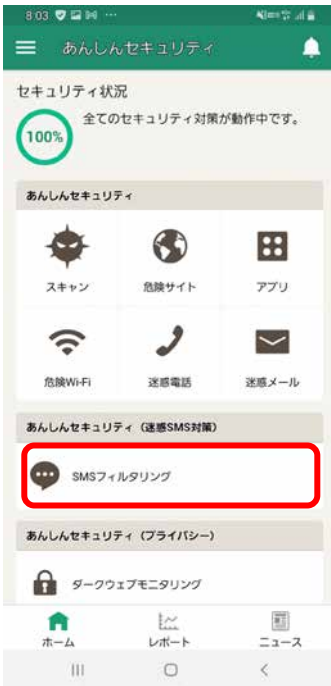 8:03
あんしんセキュリティ
セキュリティ状況
100%
全てのセキュリティ対策が動作中です。
あんしんセキュリティ
スキャン
危険サイト
アプリ
危険Wi-Fi
迷惑電話
迷惑メール
あんしんセキュリティ（迷惑SMS対策）
SMSフィルタリング
あんしんセキュリティ（プライバシー）
ダークウェブモニタリング
ホーム
レポート
ニュース